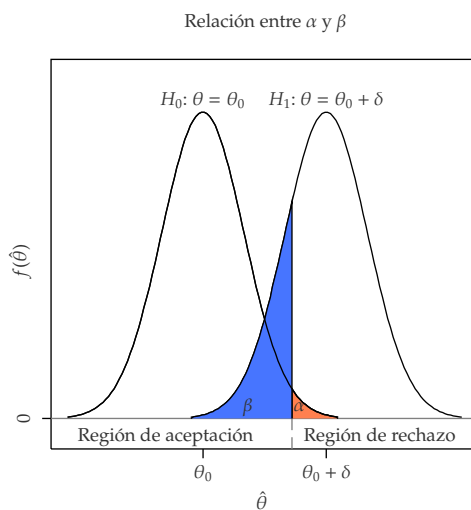 Relación entre α y β
H₀: θ = θ₀
H₁: θ = θ₀ + δ
f(θ̂)
β
α
0
Región de aceptación
Región de rechazo
θ₀
θ₀ + δ
θ̂